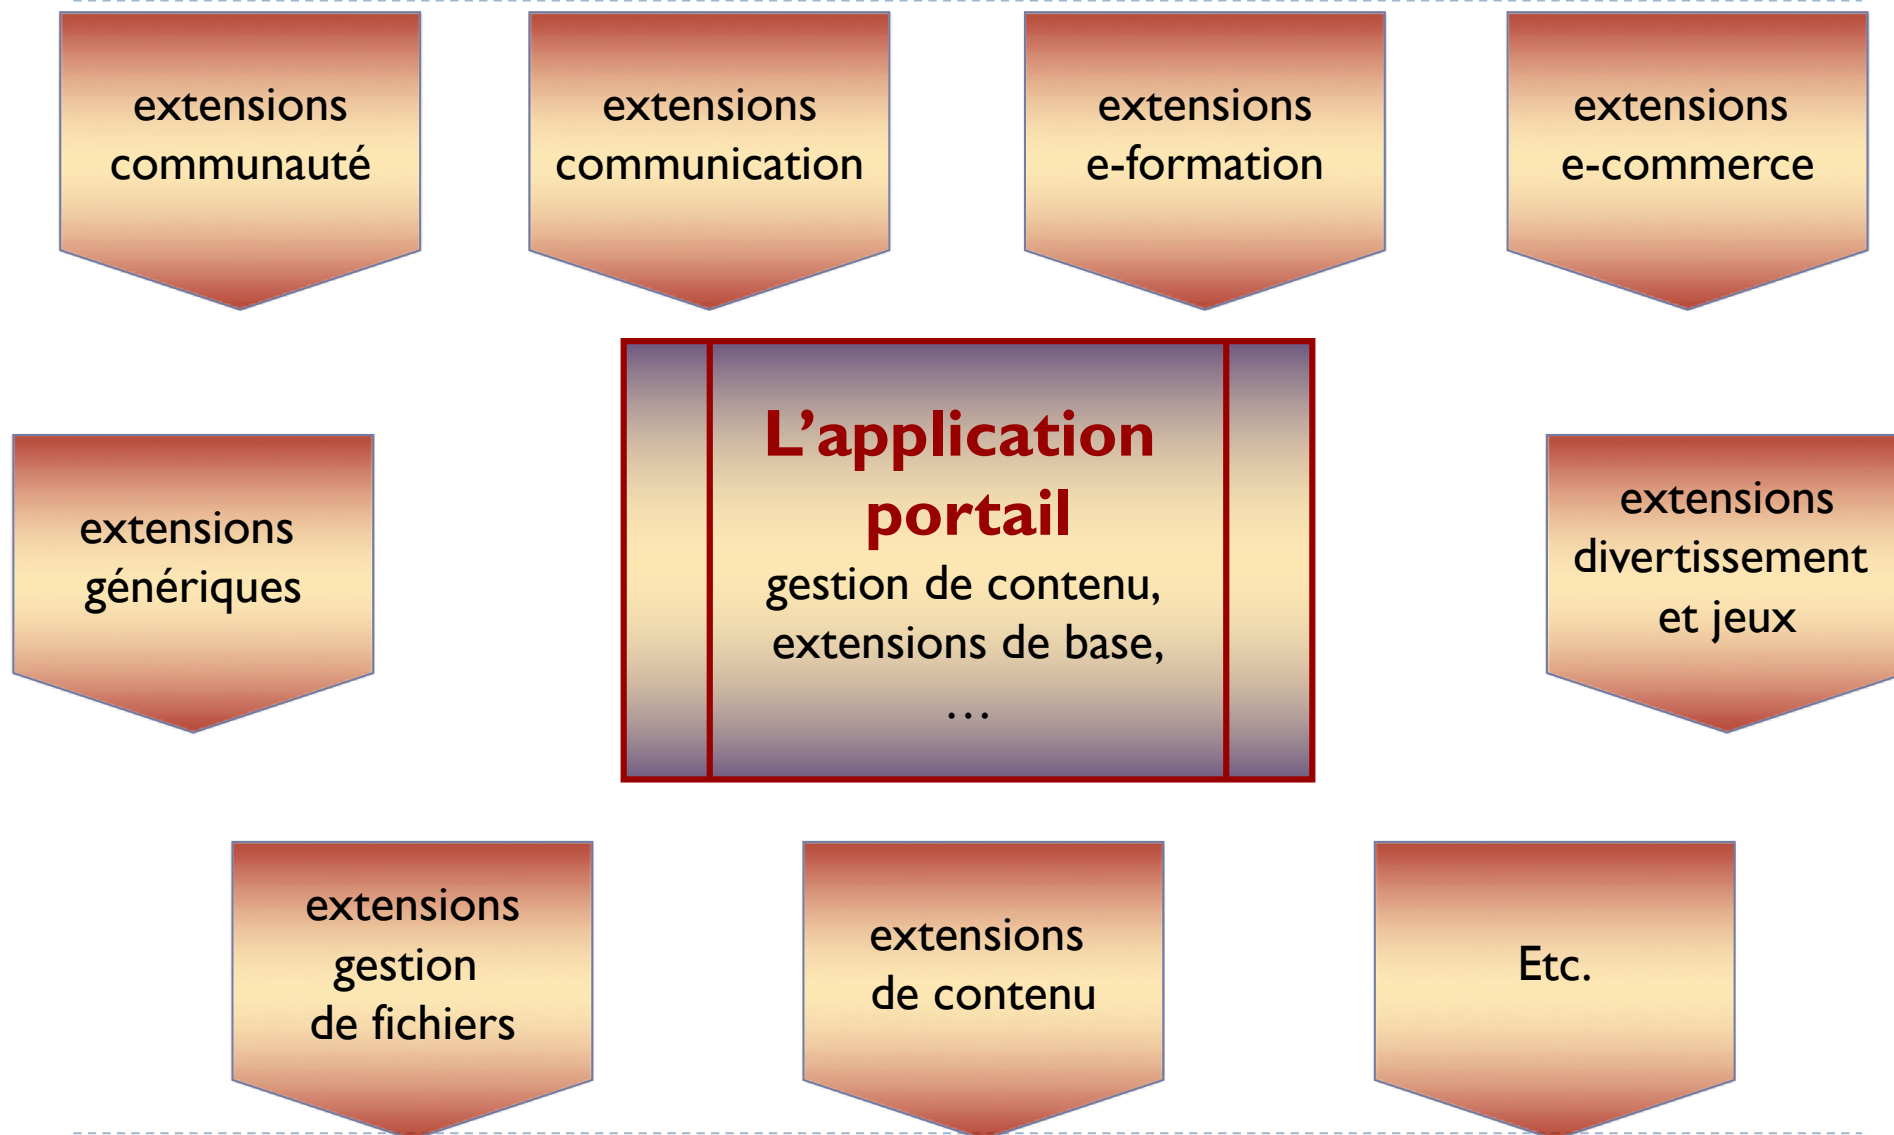 extensions
communauté
extensions
communication
extensions
e-formation
extensions
e-commerce
L’application
portail
gestion de contenu,
extensions de base,
…
extensions
génériques
extensions
divertissement
et jeux
extensions
gestion
de fichiers
extensions
de contenu
Etc.